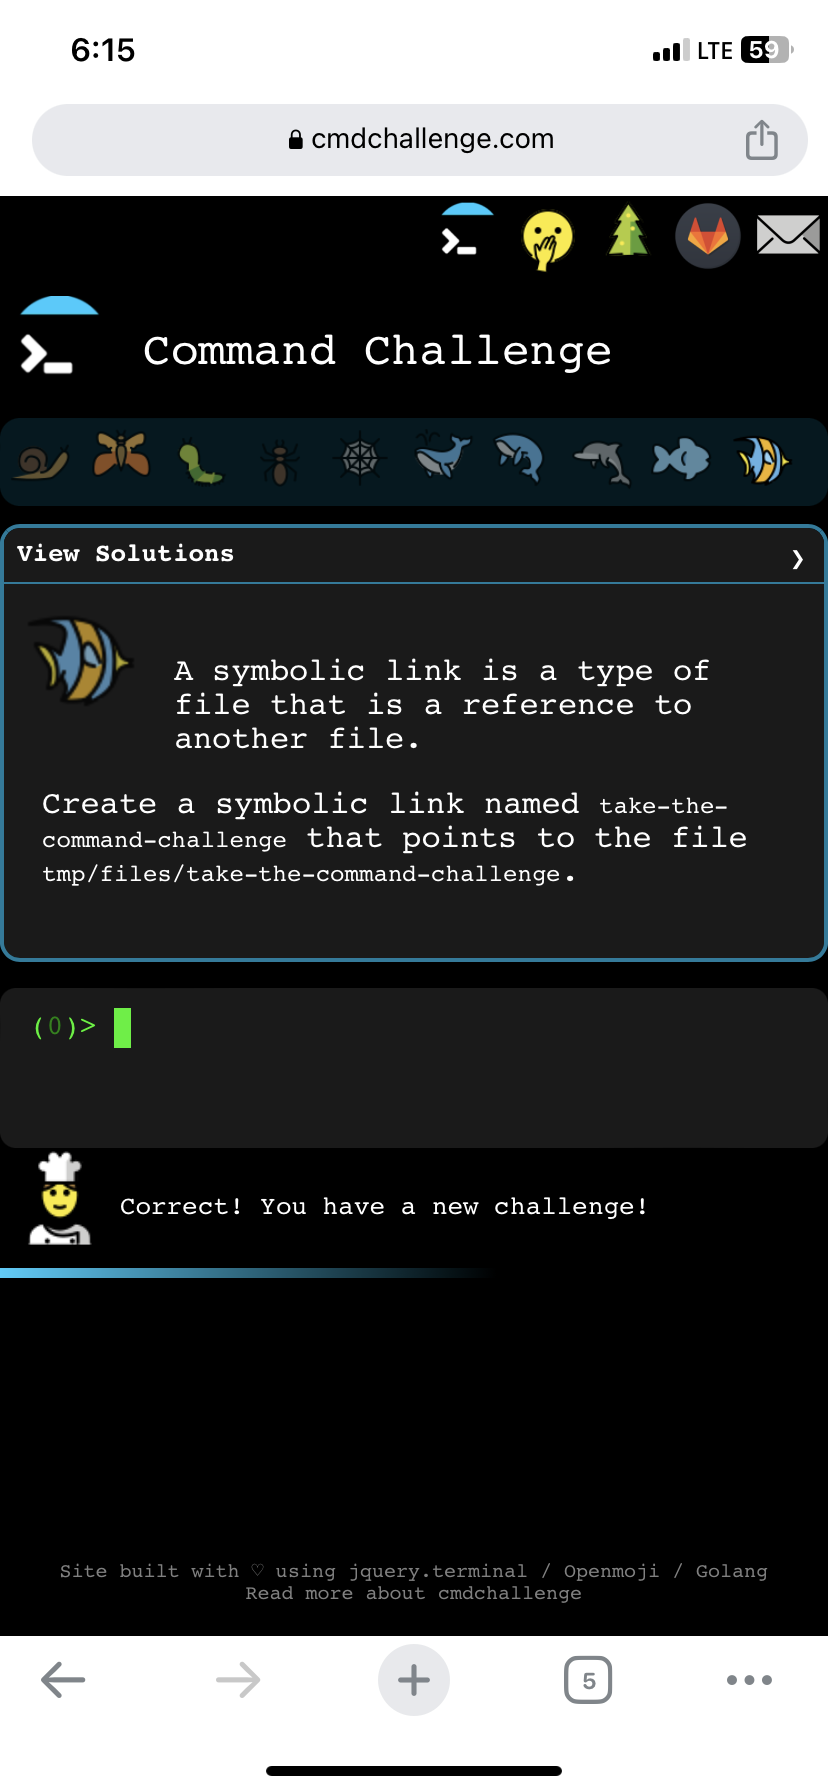 6:15
LTE
59
cmdchallenge.com
Command Challenge
View Solutions
A symbolic link is a type of
file that is a reference to
another file.
Create a symbolic link named take-the-
command-challenge that points to the file
tmp/files/take-the-command-challenge.
(0)>
Correct! You have a new challenge!
Site built with ♡ using jquery.terminal / Openmoji / Golang
Read more about cmdchallenge
5